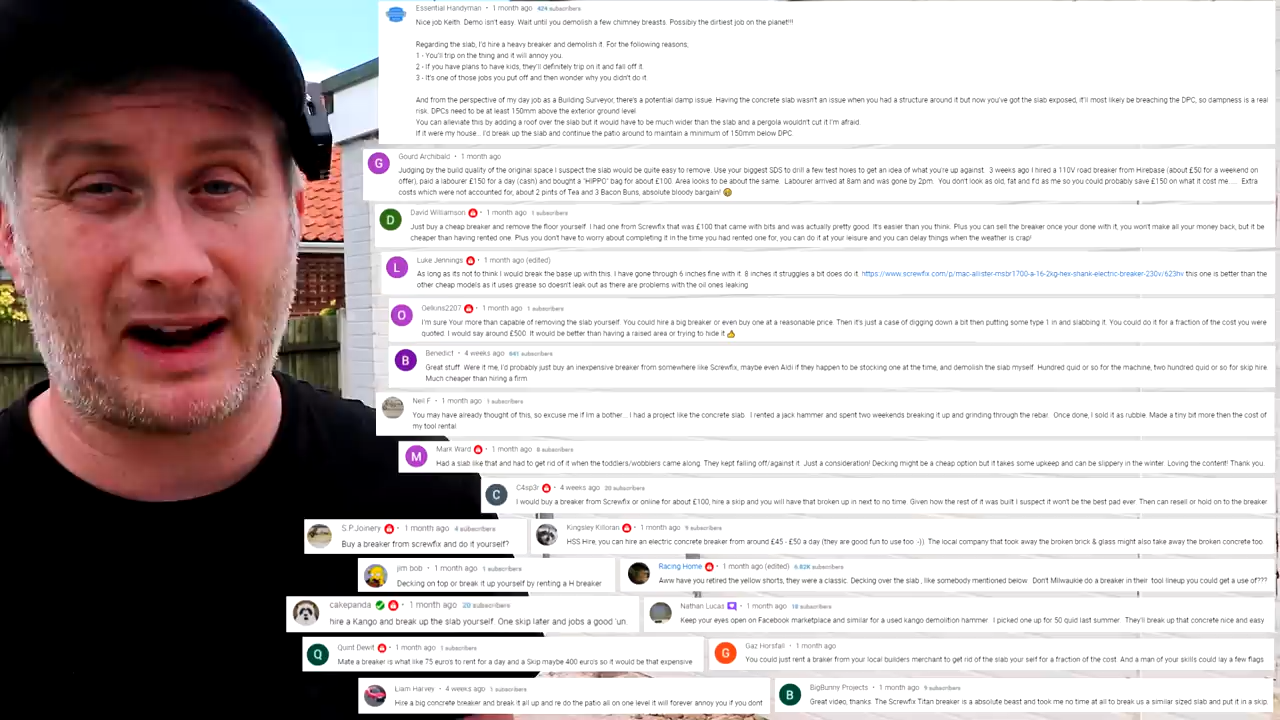 Essential Handyman • 1 month ago 424 subscribers
Nice job Keith. Demo isn't easy. Wait until you demolish a few chimney breasts. Possibly the dirtiest job on the planet!!!
Regarding the slab, I'd hire a heavy breaker and demolish it. For the following reasons,
1 - You'll trip on the thing and it will annoy you.
2 - If you have plans to have kids, they'll definitely trip on it and fall off it.
3 - It's one of those jobs you put off and then wonder why you didn't do it.
And from the perspective of my day job as a Building Surveyor, there's a potential damp issue. Having the concrete slab wasn't an issue when you had a structure around it but now you've got the slab exposed, it'll most likely be breaching the DPC, so dampness is a real
risk. DPCs need to be at least 150mm above the exterior ground level
You can alleviate this by adding a roof over the slab but it would have to be much wider than the slab and a pergola wouldn't cut it I'm afraid.
If it were my house... I'd break up the slab and continue the patio around to maintain a minimum of 150mm below DPC.
G
Gourd Archibald • 1 month ago
Judging by the build quality of the original space I suspect the slab would be quite easy to remove. Use your biggest SDS to drill a few test holes to get an idea of what you're up against. 3 weeks ago I hired a 110V road breaker from Hirebase (about £50 for a weekend on
offer), paid a labourer £150 for a day (cash) and bought a "HIPPO" bag for about £100. Area looks to be about the same. Labourer arrived at 8am and was gone by 2pm. You don't look as old, fat and f'd as me so you could probably save £150 on what it cost me.... Extra
costs which were not accounted for, about 2 pints of Tea and 3 Bacon Buns, absolute bloody bargain!
D
David Williamson • 1 month ago 1 subscribers
Just buy a cheap breaker and remove the floor yourself. I had one from Screwfix that was £100 that came with bits and was actually pretty good. It's easier than you think. Plus you can sell the breaker once your done with it, you won't make all your money back, but it be
cheaper than having rented one. Plus you don't have to worry about completing it in the time you had rented one for, you can do it at your leisure and you can delay things when the weather is crap!
L
Luke Jennings • 1 month ago (edited)
As long as its not to think I would break the base up with this. I have gone through 6 inches fine with it. 8 inches it struggles a bit does do it. https://www.screwfix.com/p/mac-allister-msbr1700-a-16-2kg-hex-shank-electric-breaker-230v/623hv this one is better than the
other cheap models as it uses grease so doesn't leak out as there are problems with the oil ones leaking
O
Oelkins2207 • 1 month ago 1 subscribers
I'm sure Your more than capable of removing the slab yourself. You could hire a big breaker or even buy one at a reasonable price. Then it's just a case of digging down a bit then putting some type 1 in and slabbing it. You could do it for a fraction of the price you were
quoted. I would say around £500. It would be better than having a raised area or trying to hide it
B
Benedict • 4 weeks ago 641 subscribers
Great stuff. Were it me, I'd probably just buy an inexpensive breaker from somewhere like Screwfix, maybe even Aldi if they happen to be stocking one at the time, and demolish the slab myself. Hundred quid or so for the machine, two hundred quid or so for skip hire.
Much cheaper than hiring a firm
Neil F • 1 month ago 1 subscribers
You may have already thought of this, so excuse me if Im a bother... I had a project like the concrete slab. I rented a jack hammer and spent two weekends breaking it up and grinding through the rebar. Once done, I sold it as rubble. Made a tiny bit more then the cost of
my tool rental.
M
Mark Ward • 1 month ago 8 subscribers
Had a slab like that and had to get rid of it when the toddlers/wobblers came along. They kept falling off/against it. Just a consideration! Decking might be a cheap option but it takes some upkeep and can be slippery in the winter. Loving the content! Thank you.
C
C4sp3r • 4 weeks ago 20 subscribers
I would buy a breaker from Screwfix or online for about £100, hire a skip and you will have that broken up in next to no time. Given how the rest of it was built I suspect it won't be the best pad ever. Then can resell or hold on to the breaker
S.P.Joinery • 1 month ago 4 subscribers
Buy a breaker from screwfix and do it yourself?
Kingsley Killoran • 1 month ago 9 subscribers
HSS Hire, you can hire an electric concrete breaker from around £45 - £50 a day (they are good fun to use too :-)). The local company that took away the broken brick & glass might also take away the broken concrete too.
jim bob • 1 month ago 1 subscribers
Decking on top or break it up yourself by renting a H breaker
Racing Home • 1 month ago (edited) 6.82K subscribers
Aww have you retired the yellow shorts, they were a classic. Decking over the slab , like somebody mentioned below. Don't Milwaukie do a breaker in their tool lineup you could get a use of???
cakepanda • 1 month ago 20 subscribers
hire a Kango and break up the slab yourself. One skip later and jobs a good 'un.
Nathan Lucas • 1 month ago 18 subscribers
Keep your eyes open on Facebook marketplace and similar for a used kango demolition hammer. I picked one up for 50 quid last summer. They'll break up that concrete nice and easy
Q
Quint Dewit • 1 month ago 1 subscribers
Mate a breaker is what like 75 euro's to rent for a day and a Skip maybe 400 euro's so it would be that expensive
G
Gaz Horsfall • 1 month ago
You could just rent a braker from your local builders merchant to get rid of the slab your self for a fraction of the cost. And a man of your skills could lay a few flags
Liam Harvey • 4 weeks ago 1 subscribers
Hire a big concrete breaker and break it all up and re do the patio all on one level it will forever annoy you if you dont
B
BigBunny Projects • 1 month ago 9 subscribers
Great video, thanks. The Screwfix Titan breaker is a absolute beast and took me no time at all to break us a similar sized slab and put it in a skip